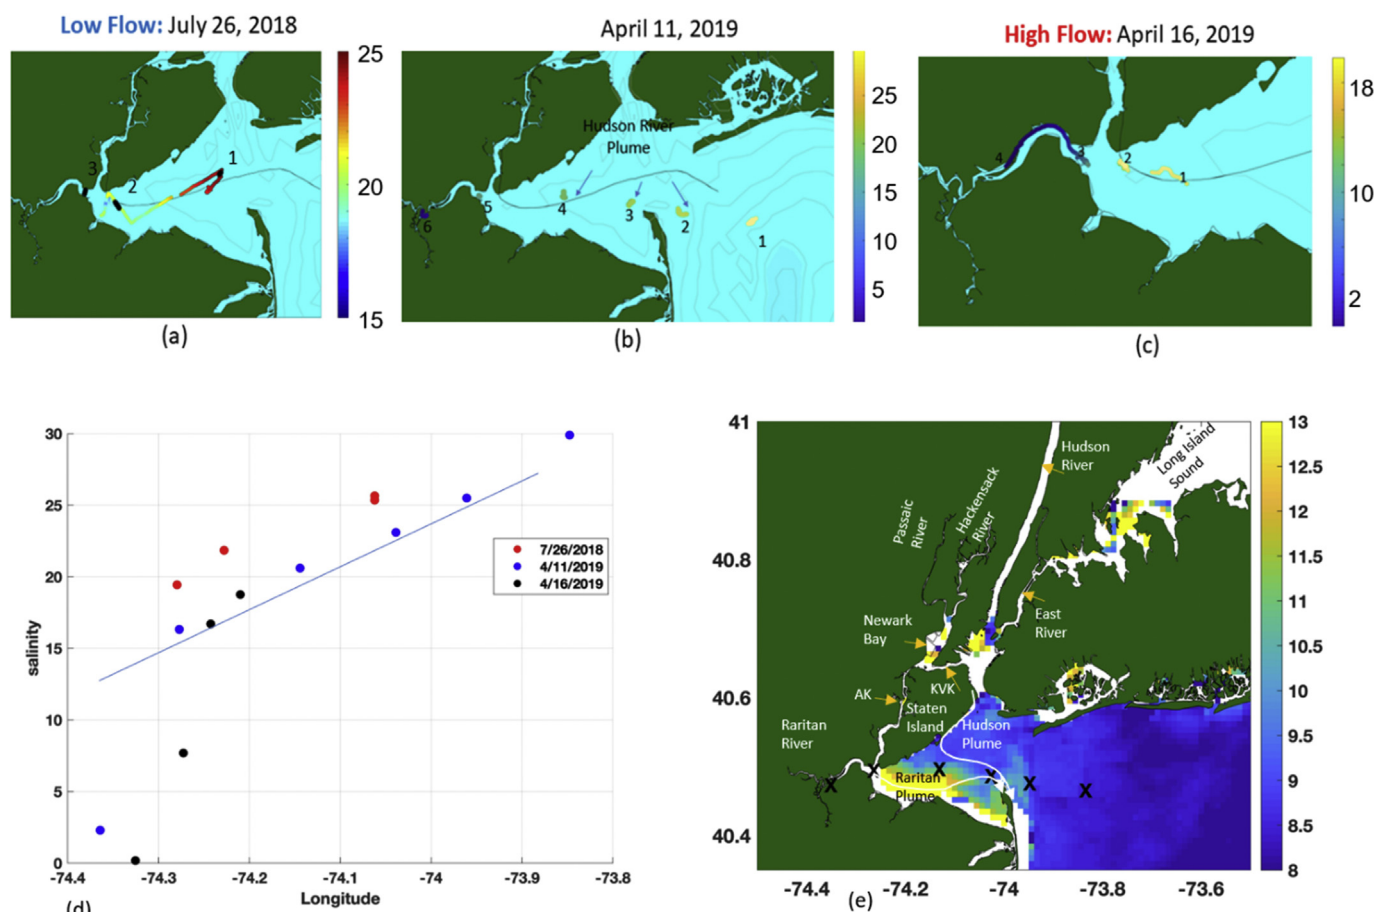 Low Flow: July 26, 2018
April 11, 2019
High Flow: April 16, 2019
25
20
15
1
2
3
(a)
Hudson River
Plume
1
2
3
4
5
6
25
20
15
10
5
(b)
1
2
3
4
18
10
2
(c)
30
25
20
15
10
5
0
salinity
7/26/2018
4/11/2019
4/16/2019
-74.4
-74.3
-74.2
-74.1
-74
-73.9
-73.8
Longitude
(d)
41
40.8
40.6
40.4
Hudson
River
Long Island
Sound
Passaic
River
Hackensack
River
Newark
Bay
East
River
AK
KVK
Staten
Island
Raritan
River
Hudson
Plume
Raritan
Plume
X X X X X X
-74.4
-74.2
-74
-73.8
-73.6
13
12.5
12
11.5
11
10.5
10
9.5
9
8.5
8
(e)